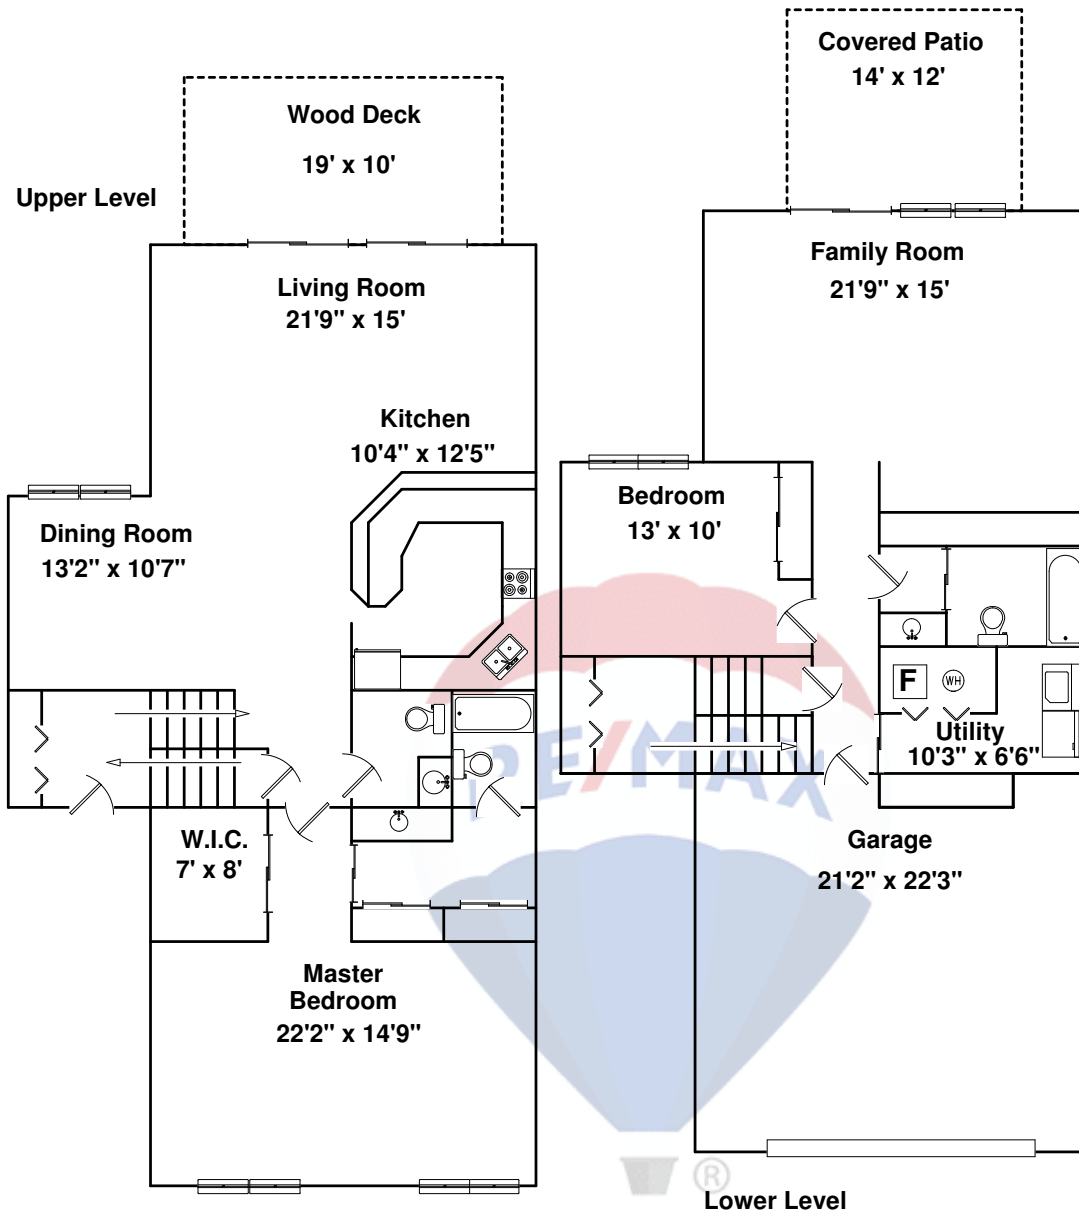 Upper Level
Wood Deck
19' x 10'
Living Room
21'9" x 15'
Kitchen
10'4" x 12'5"
Dining Room
13'2" x 10'7"
W.I.C.
7' x 8'
Master
Bedroom
22'2" x 14'9"
Covered Patio
14' x 12'
Family Room
21'9" x 15'
Bedroom
13' x 10'
F
WH
Utility
10'3" x 6'6"
Garage
21'2" x 22'3"
Lower Level
RE/MAX
®